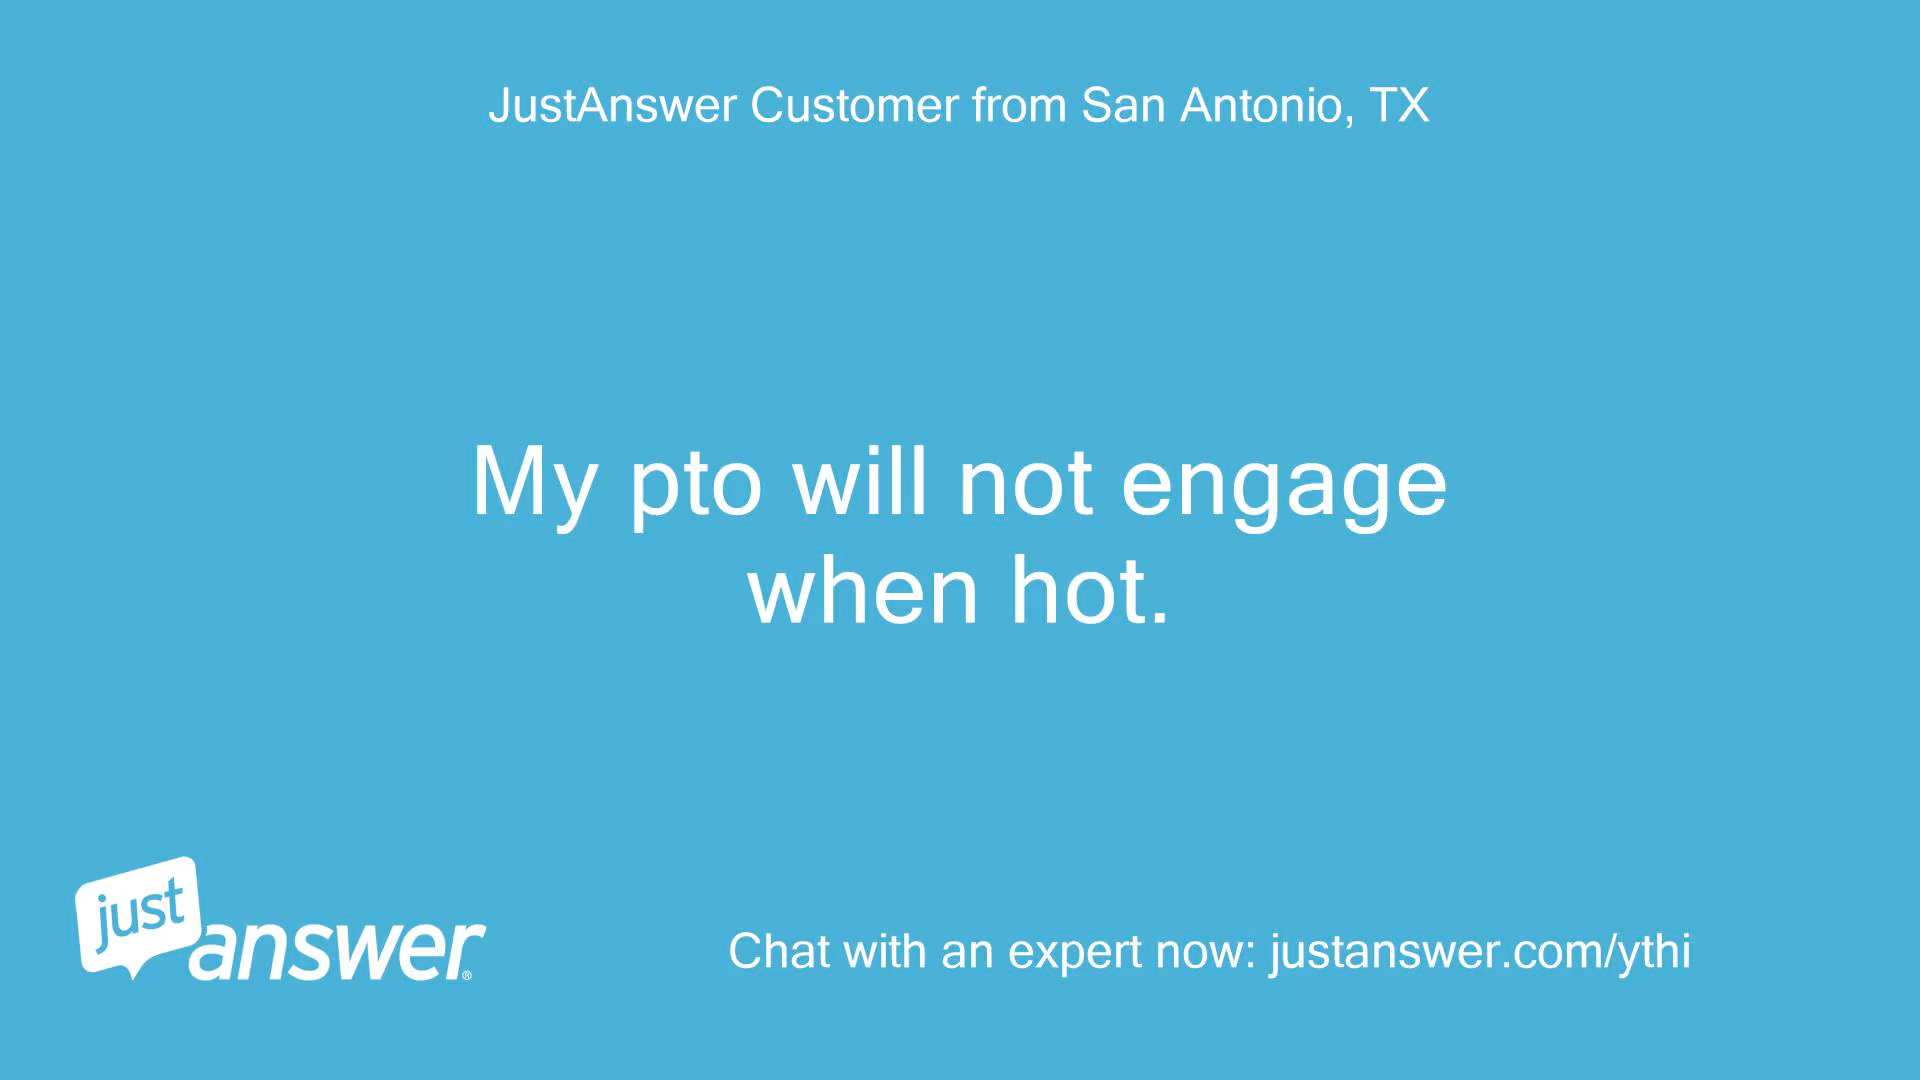 JustAnswer Customer from San Antonio, TX
My pto will not engage
when hot.
just
answer®
Chat with an expert now: justanswer.com/ythi